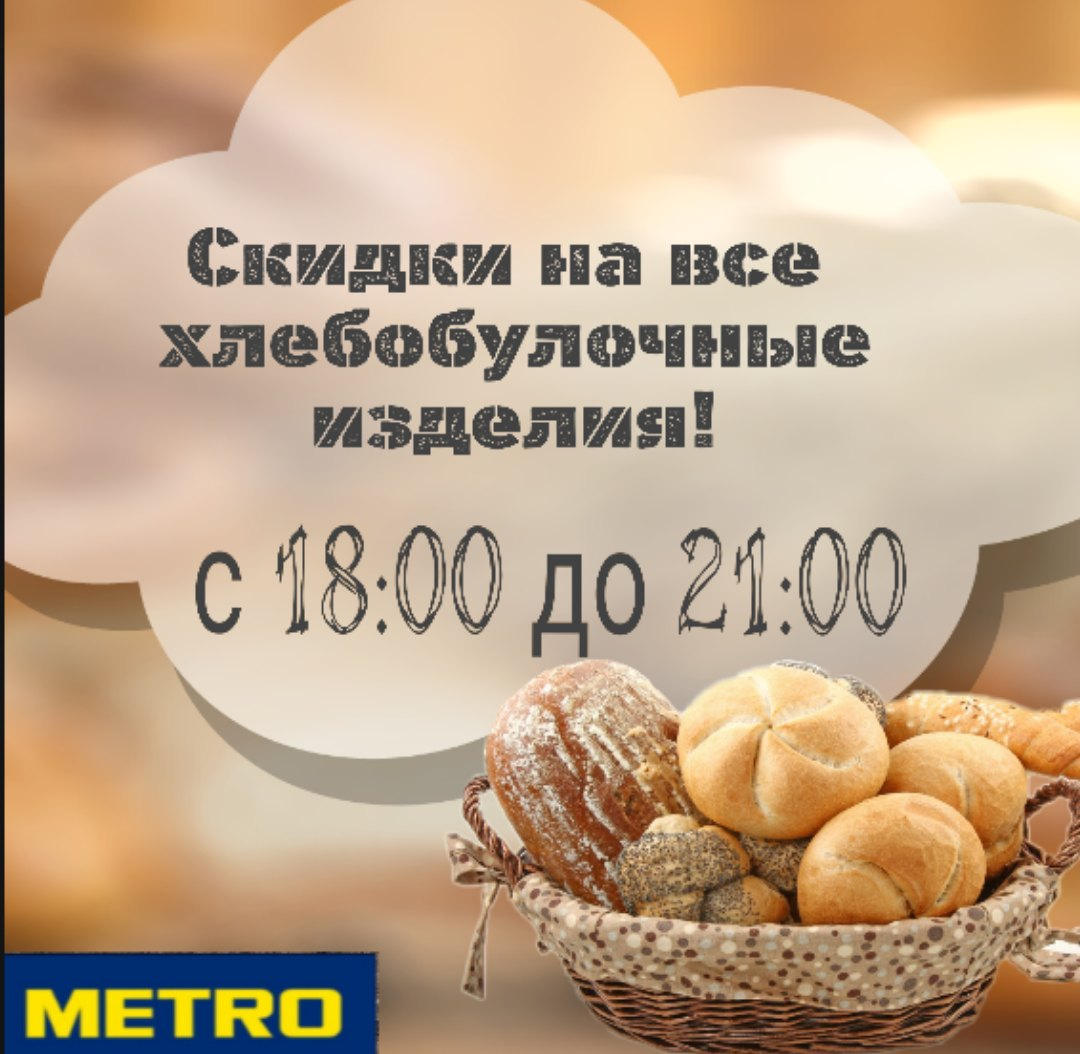 Скидки на все
хлебобулочные
изделия!
с 18:00 до 21:00
METRO